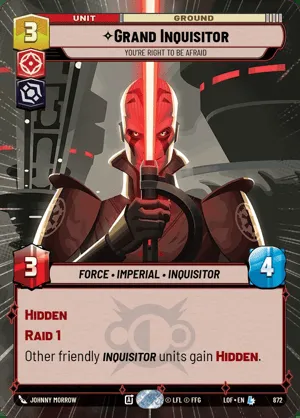 UNIT
GROUND
3
✧GRAND INQUISITOR
YOU'RE RIGHT TO BE AFRAID
3
4
FORCE • IMPERIAL • INQUISITOR
HIDDEN
RAID 1
Other friendly INQUISITOR units gain HIDDEN.
JOHNNY MORROW
© LFL © FFG
LOF • EN
872